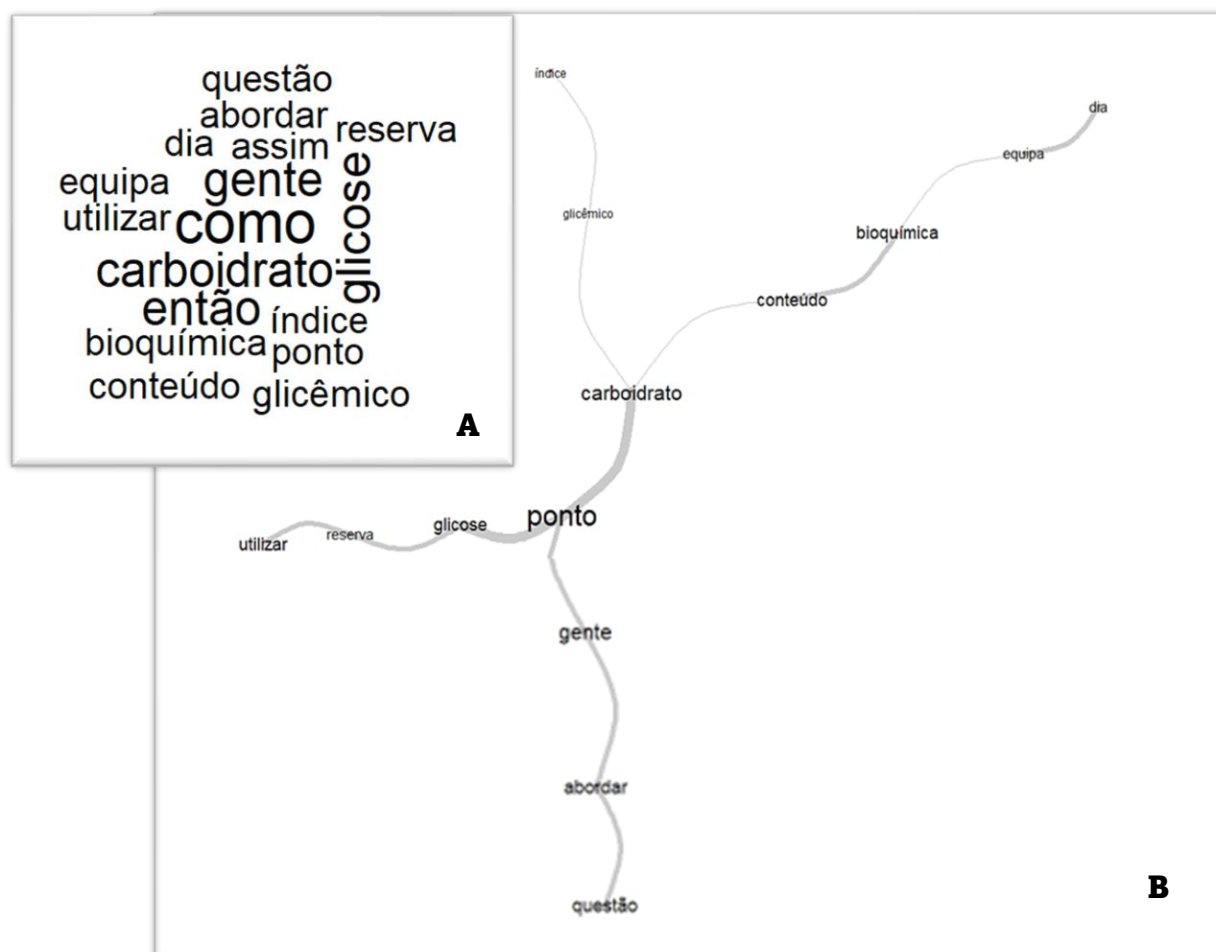 questão
abordar
reserva
dia assim
equipa gente
glicose
utilizar como
carboidrato
então índice
bioquímica ponto
conteúdo glicêmico
A
índice
dia
equipa
glicêmico
bioquímica
conteúdo
carboidrato
ponto
glicose
reserva
utilizar
gente
abordar
questão
B